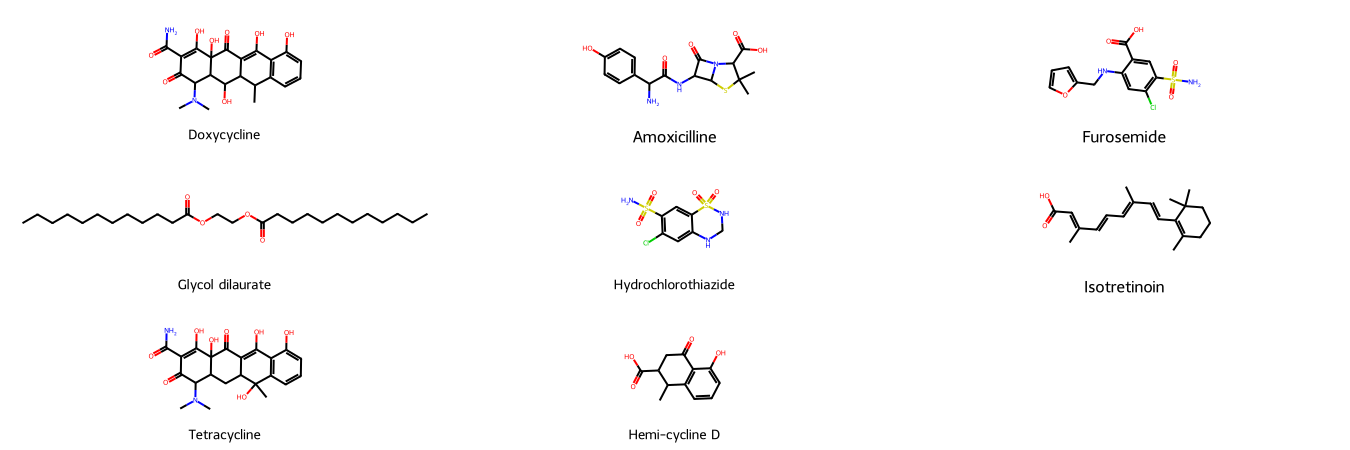 Doxycycline
Amoxicilline
Furosemide
Glycol dilaurate
Hydrochlorothiazide
Isotretinoin
Tetracycline
Hemi-cycline D